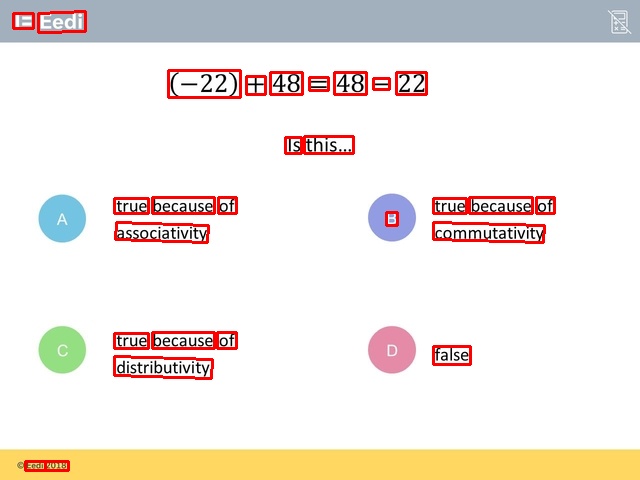 Eedi
(−22) + 48 = 48 − 22
Is this...
A
true because of
associativity
B
true because of
commutativity
C
true because of
distributivity
D
false
© Eedi 2018